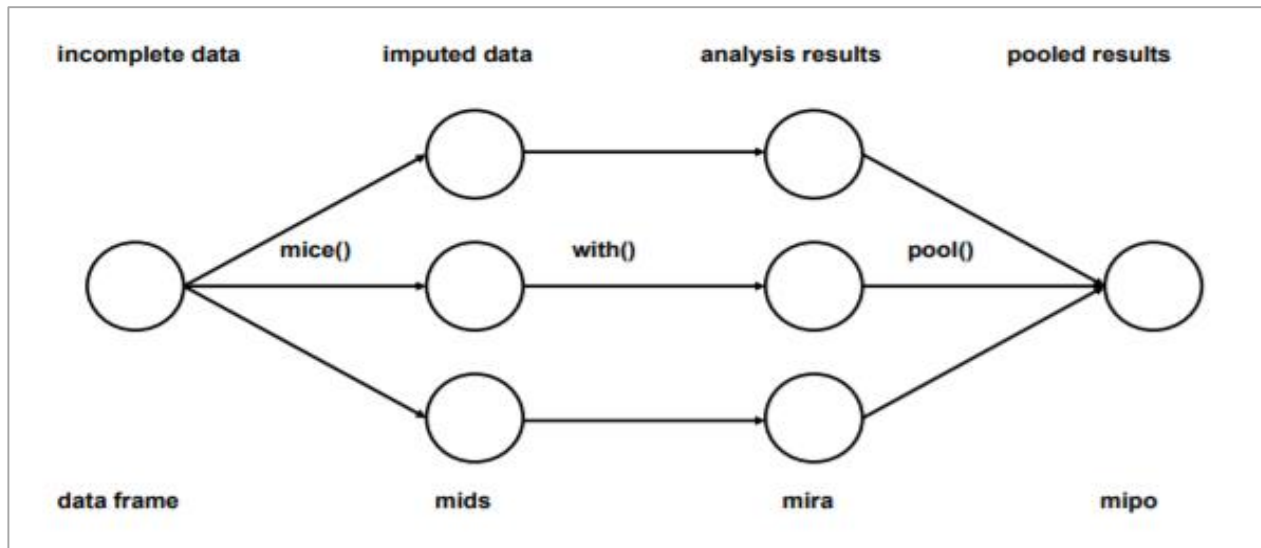 incomplete data imputed data analysis results pooled results
mice() with() pool()
data frame mids mira mipo